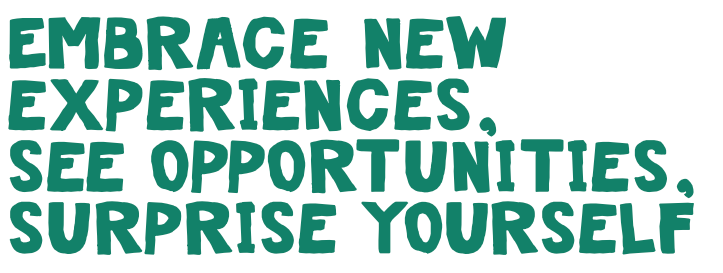 EMBRACE NEW
EXPERIENCES,
SEE OPPORTUNITIES,
SURPRISE YOURSELF